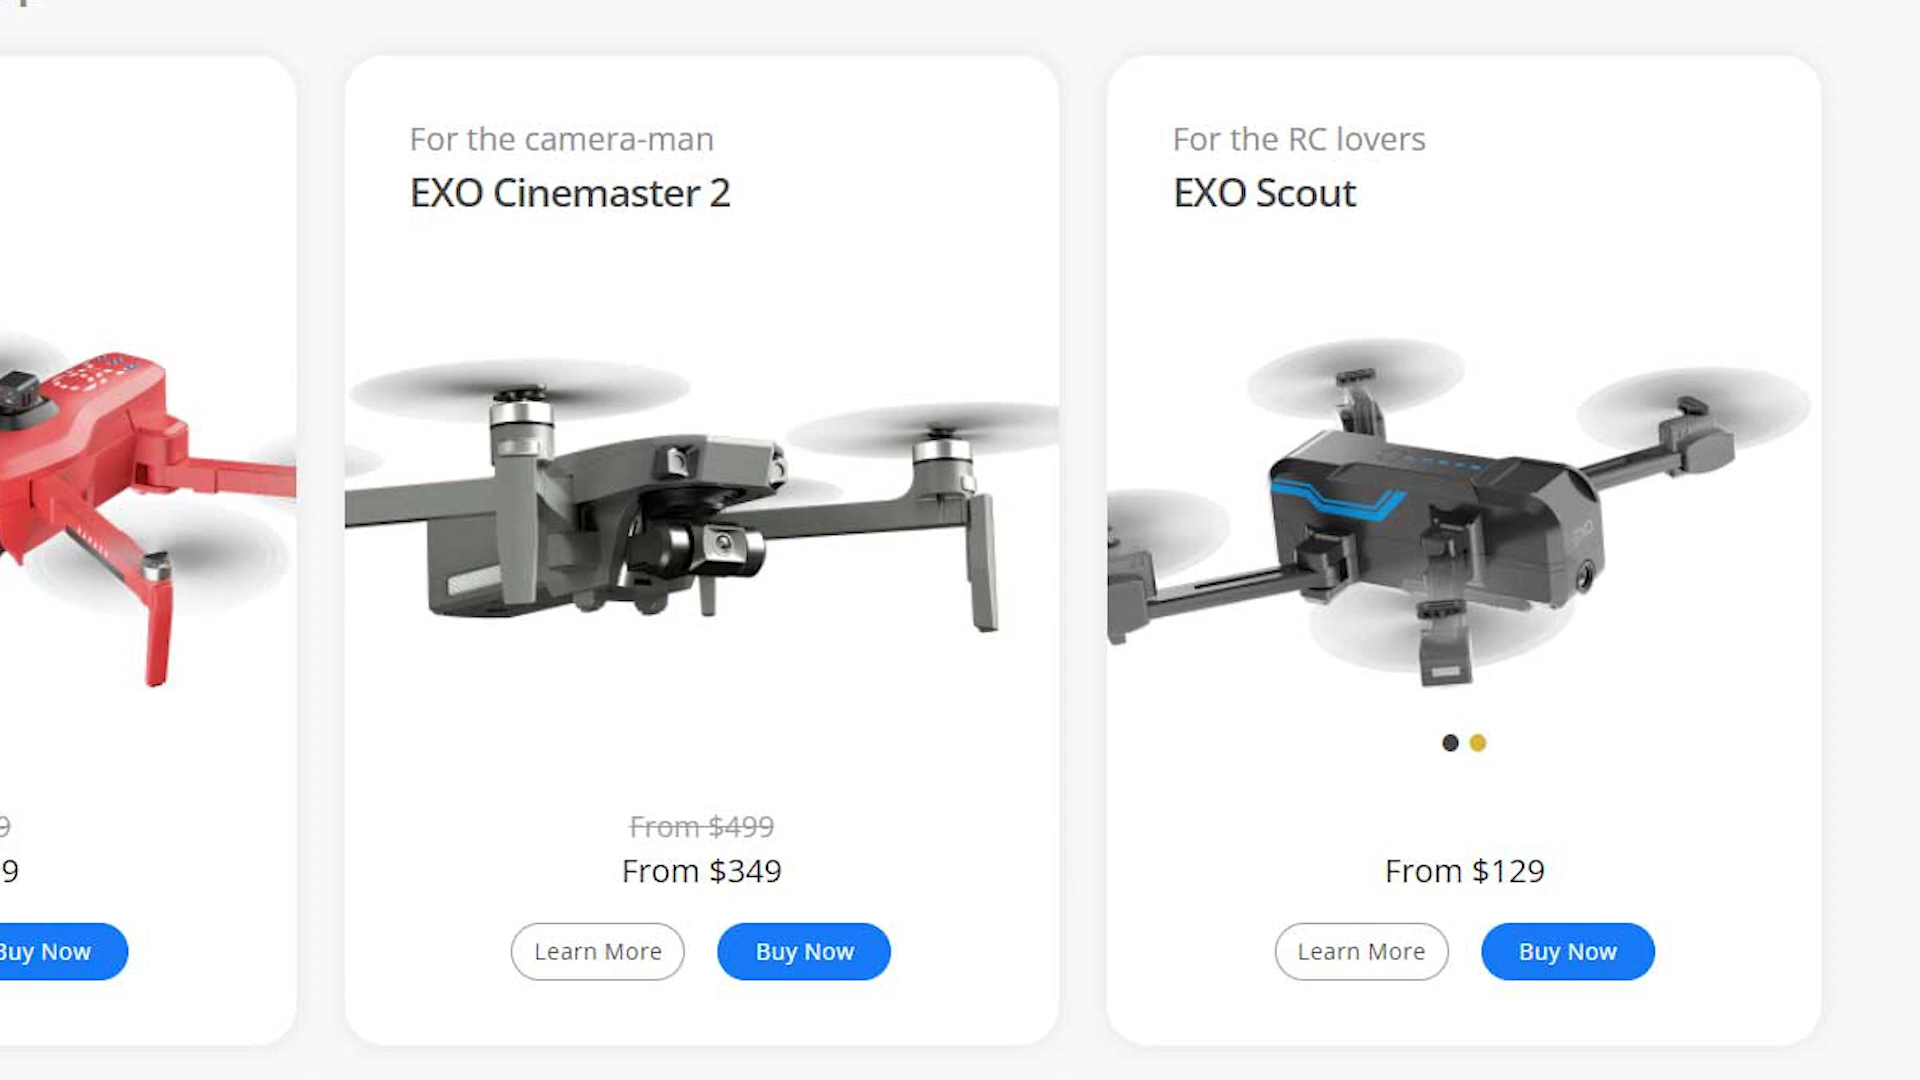 Buy Now
For the camera-man
EXO Cinemaster 2
From $499
From $349
Learn More
Buy Now
For the RC lovers
EXO Scout
From $129
Learn More
Buy Now